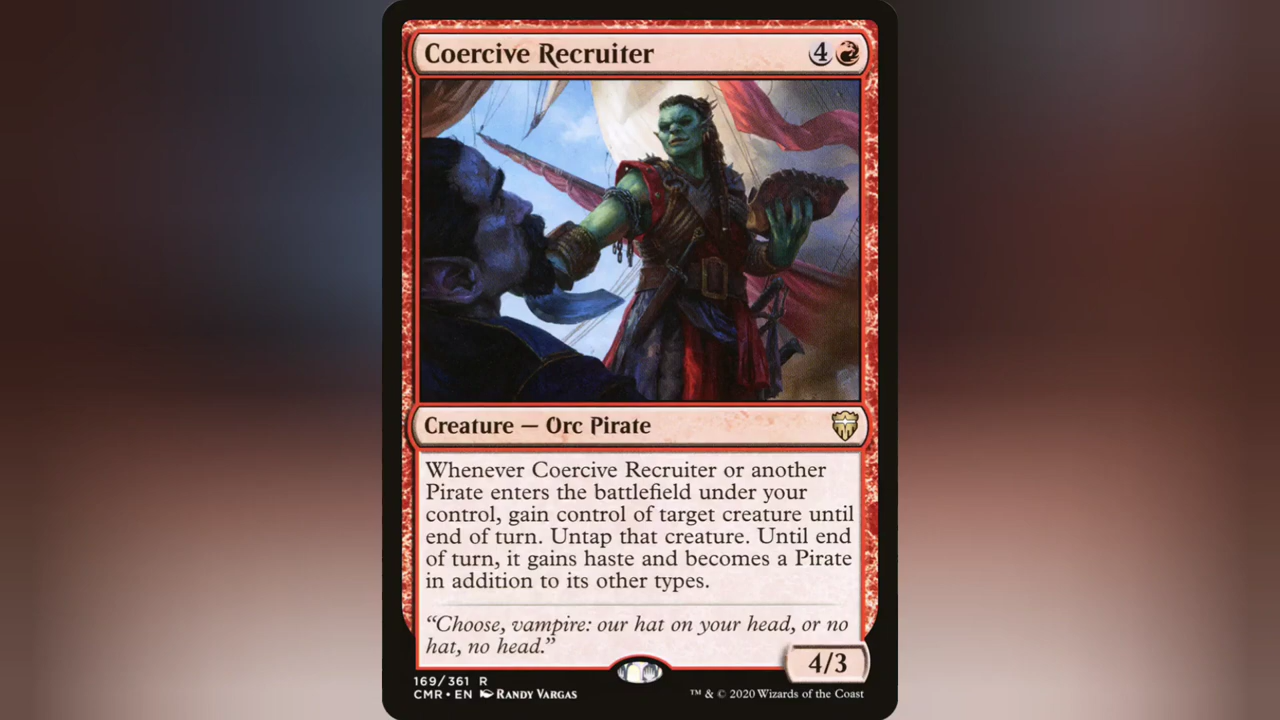 Coercive Recruiter 4
Creature — Orc Pirate
Whenever Coercive Recruiter or another
Pirate enters the battlefield under your
control, gain control of target creature until
end of turn. Untap that creature. Until end
of turn, it gains haste and becomes a Pirate
in addition to its other types.
“Choose, vampire: our hat on your head, or no
hat, no head.”
4/3
169/361 R
CMR • EN RANDY VARGAS
™ & © 2020 Wizards of the Coast